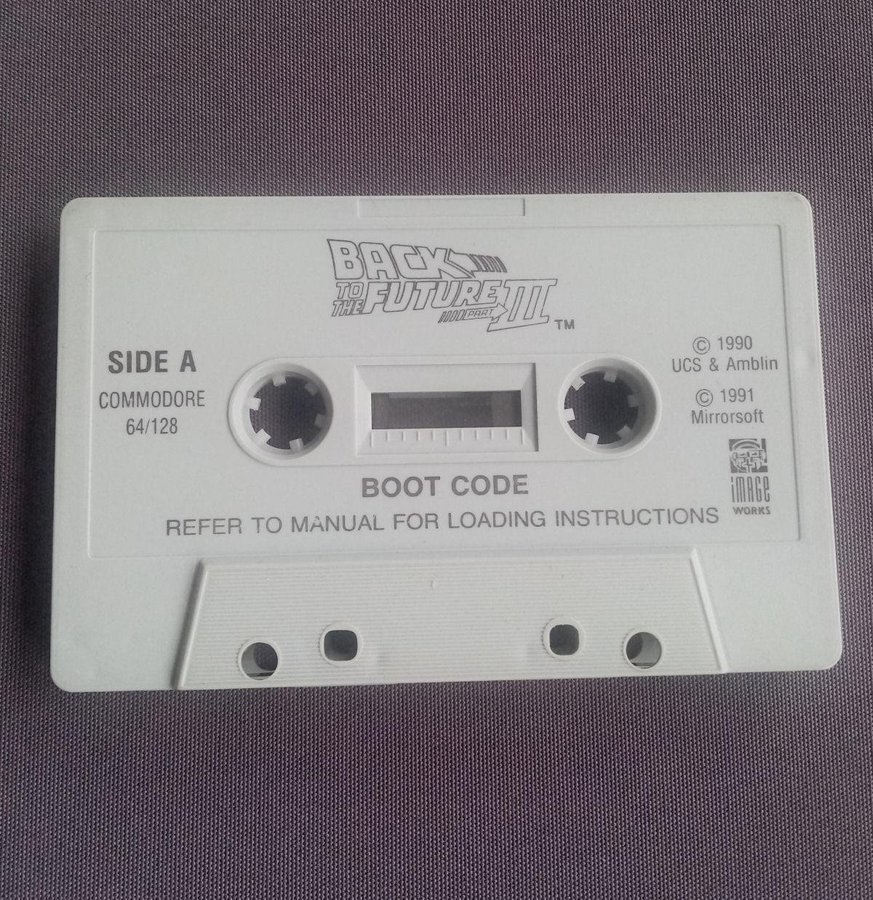 BACK
TO THE FUTURE
PART III ™
SIDE A
COMMODORE
64/128
© 1990
UCS & Amblin
© 1991
Mirrorsoft
IMAGE
WORKS
BOOT CODE
REFER TO MANUAL FOR LOADING INSTRUCTIONS